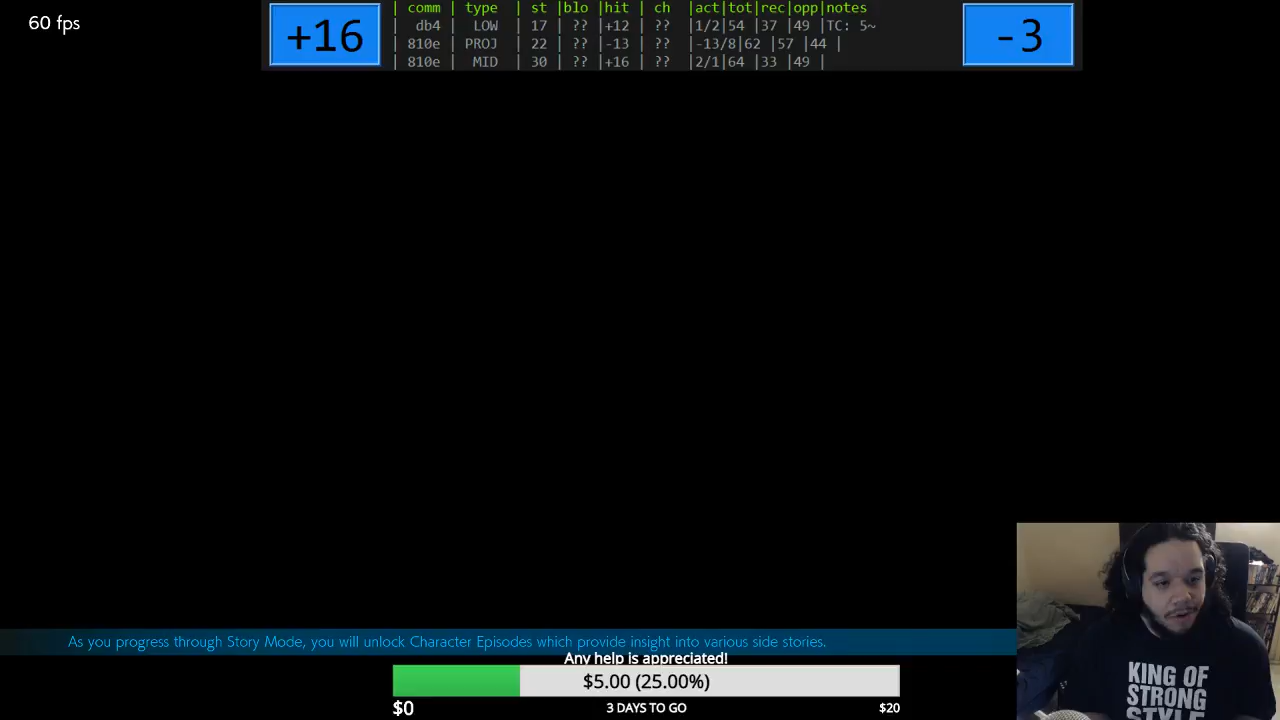 60 fps
+16
| comm | type | st |blo |hit | ch |act|tot|rec|opp|notes
| db4 | LOW | 17 | ?? |+12 | ?? |1/2|54 |37 |49 |TC: 5~
| 810e | PROJ | 22 | ?? |-13 | ?? |-13/8|62 |57 |44 |
| 810e | MID | 30 | ?? |+16 | ?? |2/1|64 |33 |49 |
-3
As you progress through Story Mode, you will unlock Character Episodes which provide insight into various side stories.
Any help is appreciated!
$5.00 (25.00%)
$0 3 DAYS TO GO $20
KING OF
STRONG
STYLE